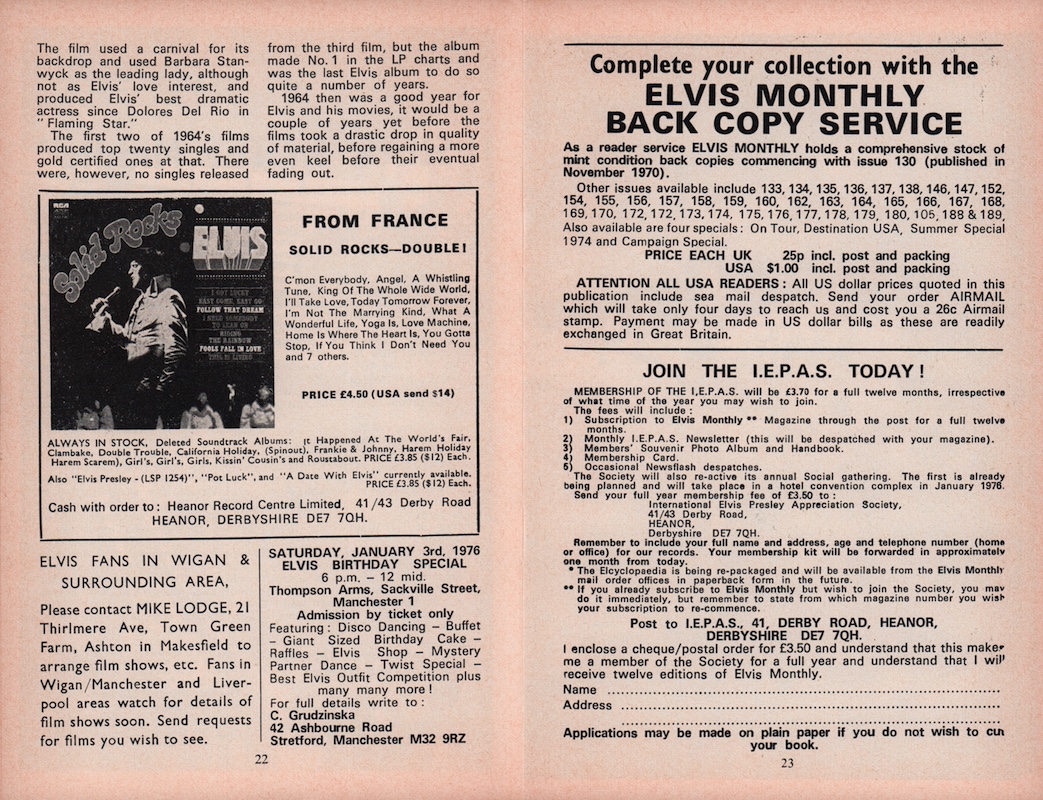 The film used a carnival for its
backdrop and used Barbara Stan-
wyck as the leading lady, although
not as Elvis' love interest, and
produced Elvis' best dramatic
actress since Dolores Del Rio in
"Flaming Star."
The first two of 1964's films
produced top twenty singles and
gold certified ones at that. There
were, however, no singles released
from the third film, but the album
made No. 1 in the LP charts and
was the last Elvis album to do so
quite a number of years.
1964 then was a good year for
Elvis and his movies, it would be a
couple of years yet before the
films took a drastic drop in quality
of material, before regaining a more
even keel before their eventual
fading out.
RCA
Solid Rocks
ELVIS
I GOT LUCKY
EASY COME, EASY GO
FOLLOW THAT DREAM
I NEED SOMEBODY
TO LEAN ON
RIDING
THE RAINBOW
FOOLS FALL IN LOVE
THIS IS LIVING
FROM FRANCE
SOLID ROCKS—DOUBLE!
C'mon Everybody, Angel, A Whistling
Tune, King Of The Whole Wide World,
I'll Take Love, Today Tomorrow Forever,
I'm Not The Marrying Kind, What A
Wonderful Life, Yoga Is, Love Machine,
Home Is Where The Heart Is, You Gotta
Stop, If You Think I Don't Need You
and 7 others.
PRICE £4.50 (USA send $14)
ALWAYS IN STOCK, Deleted Soundtrack Albums: It Happened At The World's Fair,
Clambake, Double Trouble, California Holiday, (Spinout), Frankie & Johnny, Harem Holiday
Harem Scarem), Girl's, Girl's, Girls, Kissin' Cousin's and Roustabout. PRICE £3.85 ($12) Each.
Also "Elvis Presley - (LSP 1254)", "Pot Luck", and "A Date With Elvis" currently available.
PRICE £3.85 ($12) Each.
Cash with order to: Heanor Record Centre Limited, 41/43 Derby Road
HEANOR, DERBYSHIRE DE7 7QH.
ELVIS FANS IN WIGAN &
SURROUNDING AREA,
Please contact MIKE LODGE, 21
Thirlmere Ave, Town Green
Farm, Ashton in Makesfield to
arrange film shows, etc. Fans in
Wigan/Manchester and Liver-
pool areas watch for details of
film shows soon. Send requests
for films you wish to see.
SATURDAY, JANUARY 3rd, 1976
ELVIS BIRTHDAY SPECIAL
6 p.m. – 12 mid.
Thompson Arms, Sackville Street,
Manchester 1
Admission by ticket only
Featuring: Disco Dancing – Buffet
– Giant Sized Birthday Cake –
Raffles – Elvis Shop – Mystery
Partner Dance – Twist Special –
Best Elvis Outfit Competition plus
many many more!
For full details write to:
C. Grudzinska
42 Ashbourne Road
Stretford, Manchester M32 9RZ
22
Complete your collection with the
ELVIS MONTHLY
BACK COPY SERVICE
As a reader service ELVIS MONTHLY holds a comprehensive stock of
mint condition back copies commencing with issue 130 (published in
November 1970).
Other issues available include 133, 134, 135, 136, 137, 138, 146, 147, 152,
154, 155, 156, 157, 158, 159, 160, 162, 163, 164, 165, 166, 167, 168,
169, 170, 172, 172, 173, 174, 175, 176, 177, 178, 179, 180, 105, 188 & 189,
Also available are four specials: On Tour, Destination USA, Summer Special
1974 and Campaign Special.
PRICE EACH UK 25p incl. post and packing
USA $1.00 incl. post and packing
ATTENTION ALL USA READERS: All US dollar prices quoted in this
publication include sea mail despatch. Send your order AIRMAIL
which will take only four days to reach us and cost you a 26c Airmail
stamp. Payment may be made in US dollar bills as these are readily
exchanged in Great Britain.
JOIN THE I.E.P.A.S. TODAY!
MEMBERSHIP OF THE I,E.P.A.S. will be £3.70 for a full twelve months, irrespective
of what time of the year you may wish to join.
The fees will include:
1) Subscription to Elvis Monthly ** Magazine through the post for a full twelve
months.
2) Monthly I.E.P.A.S. Newsletter (this will be despatched with your magazine).
3) Members' Souvenir Photo Album and Handbook.
4) Membership Card.
5) Occasional Newsflash despatches.
The Society will also re-active its annual Social gathering. The first is already
being planned and will take place in a hotel convention complex in January 1976.
Send your full year membership fee of £3.50 to:
International Elvis Presley Appreciation Society,
41/43 Derby Road,
HEANOR,
Derbyshire DE7 7QH.
Remember to include your full name and address, age and telephone number (home
or office) for our records. Your membership kit will be forwarded in approximately
one month from today.
* The Elcyclopaedia is being re-packaged and will be available from the Elvis Monthly
mail order offices in paperback form in the future.
** If you already subscribe to Elvis Monthly but wish to join the Society, you may
do it immediately, but remember to state from which magazine number you wish
your subscription to re-commence.
Post to I.E.P.A.S., 41, DERBY ROAD, HEANOR,
DERBYSHIRE DE7 7QH.
I enclose a cheque/postal order for £3.50 and understand that this makes
me a member of the Society for a full year and understand that I will
receive twelve editions of Elvis Monthly.
Name
Address
Applications may be made on plain paper if you do not wish to cut
your book.
23